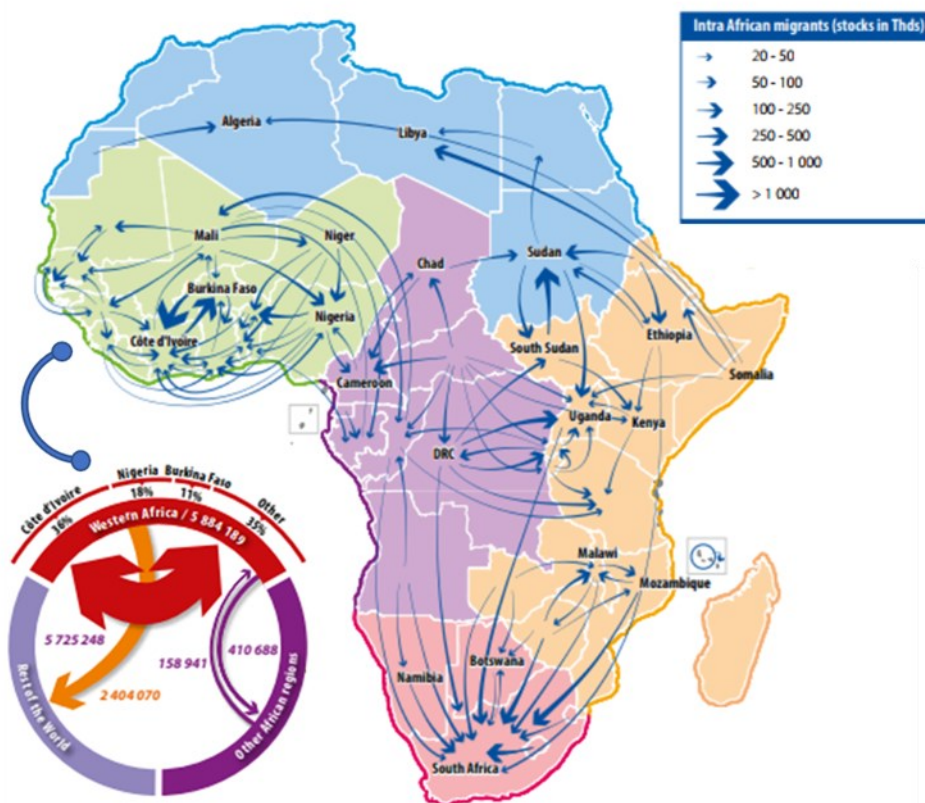 Intra African migrants (stocks in Thds)
20 - 50
50 - 100
100 - 250
250 - 500
500 - 1 000
> 1 000
Algeria
Libya
Mali
Niger
Chad
Sudan
Burkina Faso
Nigeria
Côte d'Ivoire
South Sudan
Ethiopia
Somalia
Cameroon
Uganda
Kenya
DRC
Malawi
Mozambique
Namibia
Botswana
South Africa
Côte d'Ivoire
36%
Nigeria
18%
Burkina Faso
11%
Other
35%
Western Africa / 5 884 189
5 725 248
158 941
410 688
2 404 070
Rest of the World
Other African regions